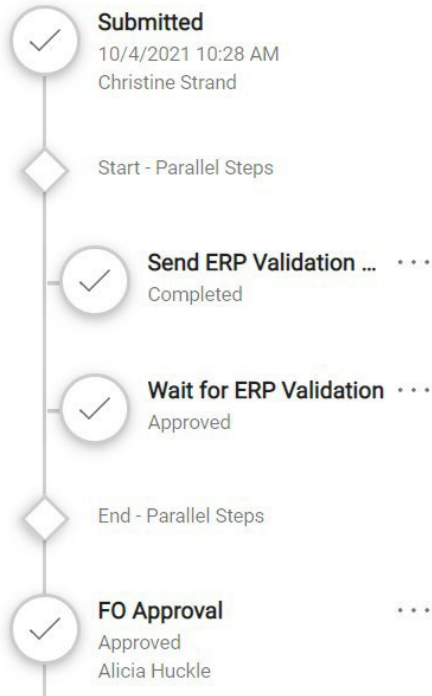 Submitted
10/4/2021 10:28 AM
Christine Strand
Start - Parallel Steps
Send ERP Validation ...
Completed
Wait for ERP Validation
Approved
End - Parallel Steps
FO Approval
Approved
Alicia Huckle